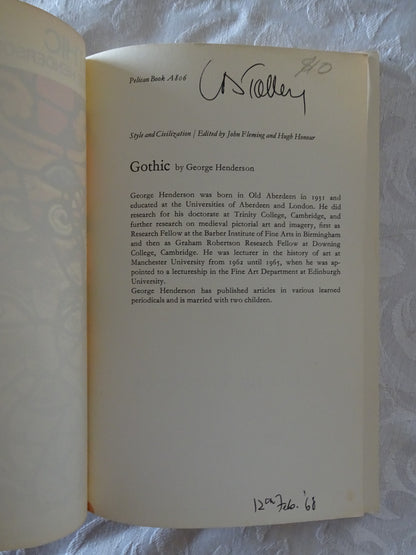 HIC
HENDERSON
$10
Pelican Book A806
Style and Civilization / Edited by John Fleming and Hugh Honour
Gothic by George Henderson
George Henderson was born in Old Aberdeen in 1931 and
educated at the Universities of Aberdeen and London. He did
research for his doctorate at Trinity College, Cambridge, and
further research on medieval pictorial art and imagery, first as
Research Fellow at the Barber Institute of Fine Arts in Birmingham
and then as Graham Robertson Research Fellow at Downing
College, Cambridge. He was lecturer in the history of art at
Manchester University from 1962 until 1965, when he was ap-
pointed to a lectureship in the Fine Art Department at Edinburgh
University.
George Henderson has published articles in various learned
periodicals and is married with two children.
12th Feb. '68